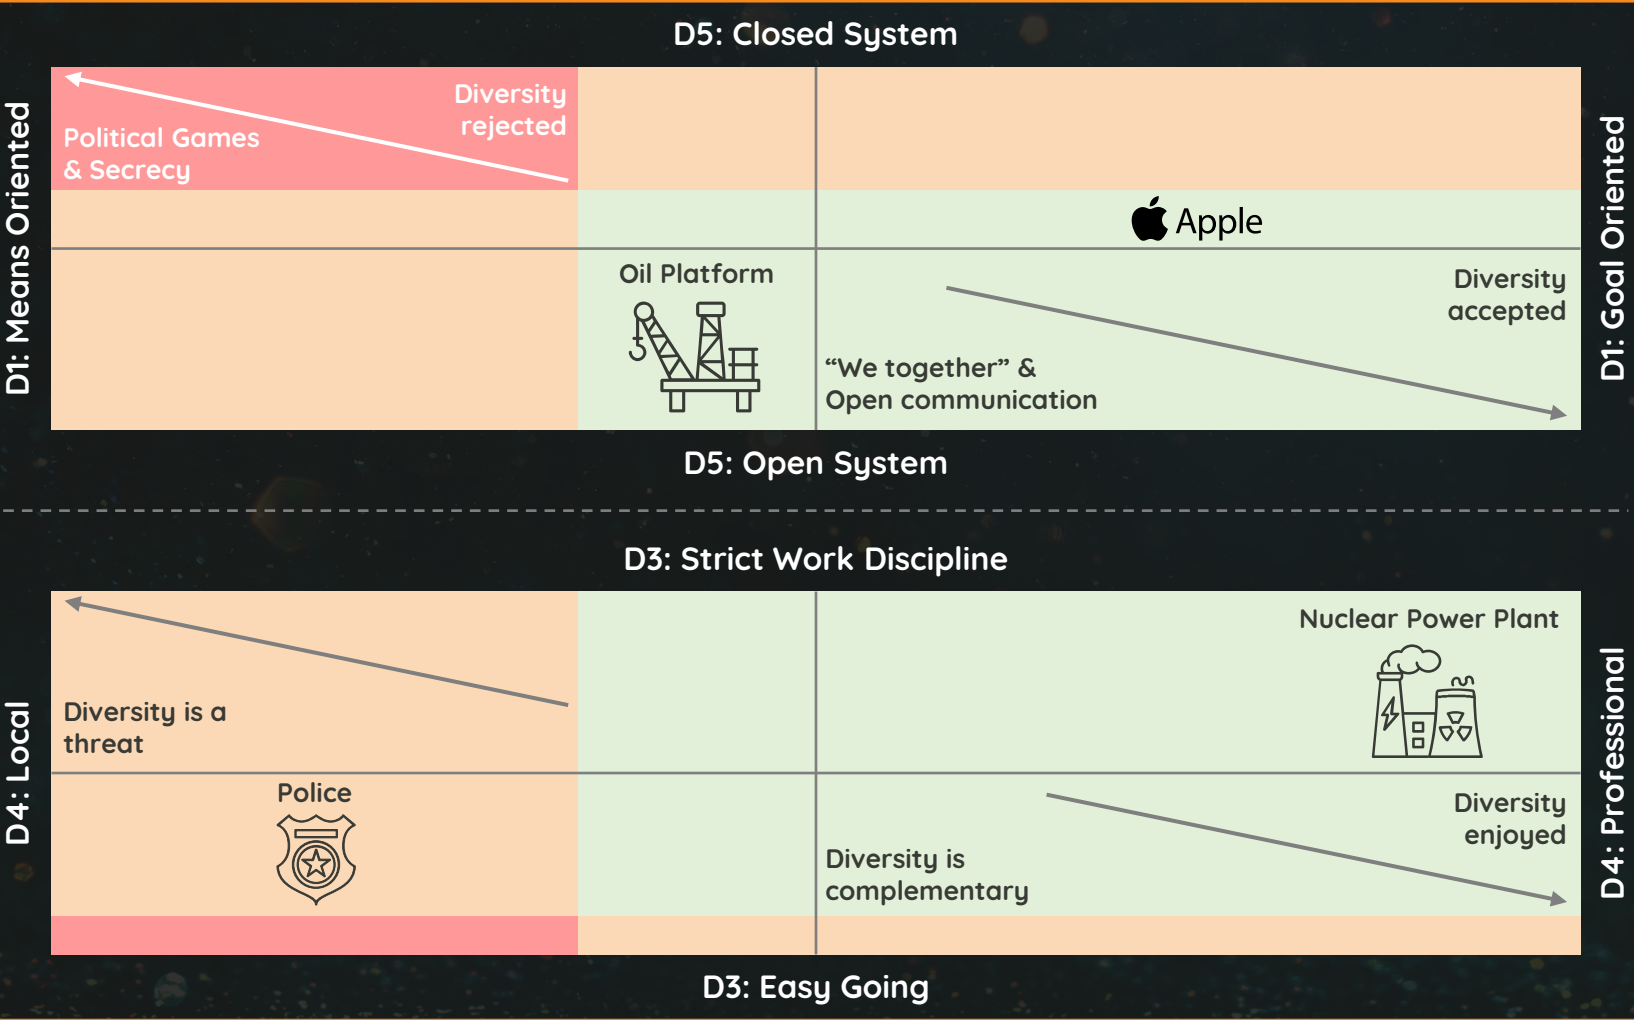 D5: Closed System
D1: Means Oriented
Diversity
rejected
Political Games
& Secrecy
Apple
Oil Platform
Diversity
accepted
“We together” &
Open communication
D1: Goal Oriented
D5: Open System
D3: Strict Work Discipline
D4: Local
Nuclear Power Plant
Diversity is a
threat
Police
Diversity
enjoyed
Diversity is
complementary
D4: Professional
D3: Easy Going